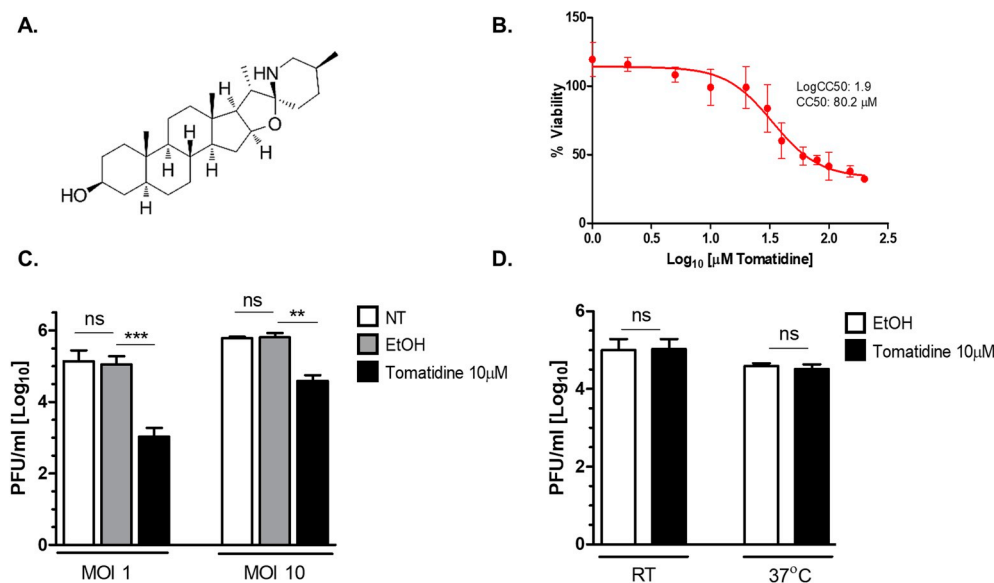 A.
HN
H
H
H
H
O
H
HO
H
B.
150
100
50
0
% Viability
LogCC50: 1.9
CC50: 80.2 µM
0.0 0.5 1.0 1.5 2.0 2.5
Log10 [µM Tomatidine]
C.
PFU/ml [Log10]
6
4
2
0
ns
***
ns
**
MOI 1
MOI 10
NT
EtOH
Tomatidine 10µM
D.
PFU/ml [Log10]
6
4
2
0
ns
ns
RT
37°C
EtOH
Tomatidine 10µM